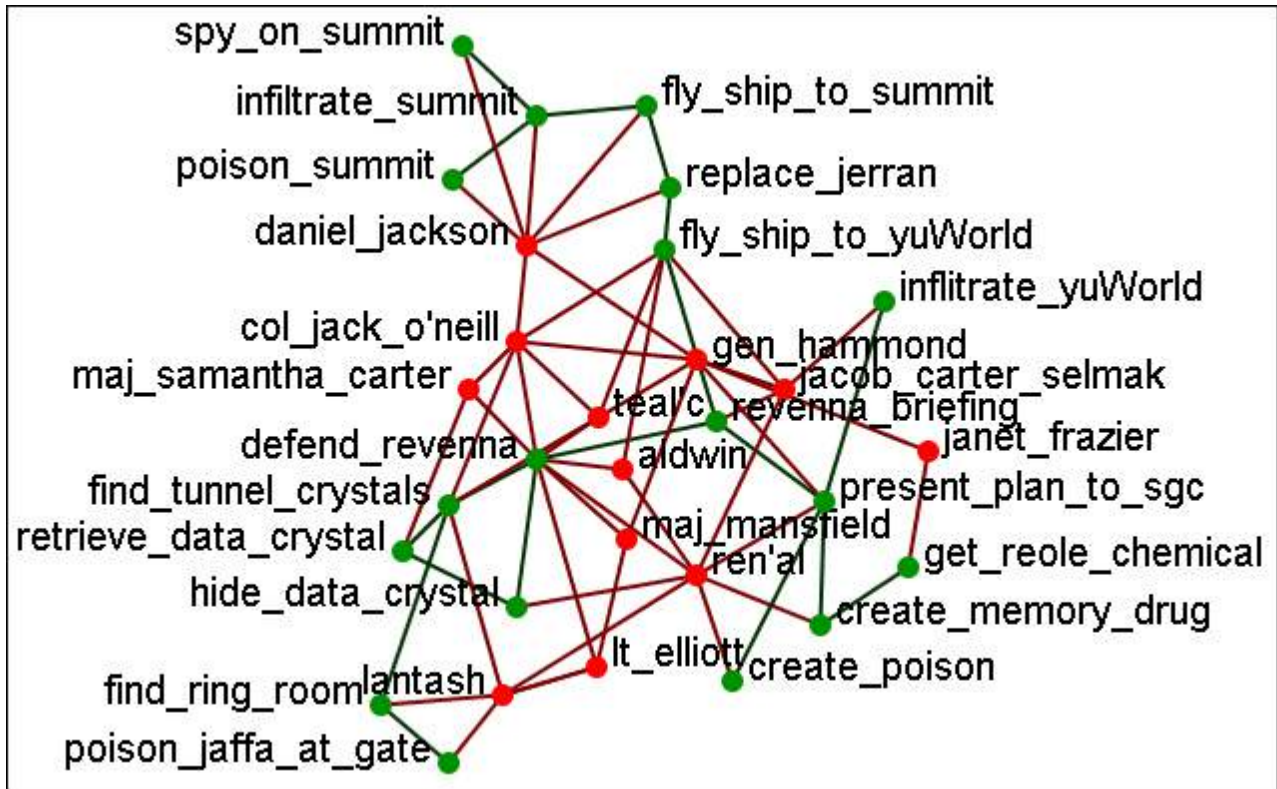 spy_on_summit
infiltrate_summit
fly_ship_to_summit
poison_summit
replace_jerran
daniel_jackson
fly_ship_to_yuWorld
inflitrate_yuWorld
col_jack_o'neill
gen_hammond
maj_samantha_carter
jacob_carter_selmak
teal'c
revenna_briefing
defend_revenna
aldwin
janet_frazier
find_tunnel_crystals
present_plan_to_sgc
retrieve_data_crystal
maj_mansfield
ren'al
get_reole_chemical
hide_data_crystal
create_memory_drug
lt_elliott
create_poison
find_ring_room
lantash
poison_jaffa_at_gate